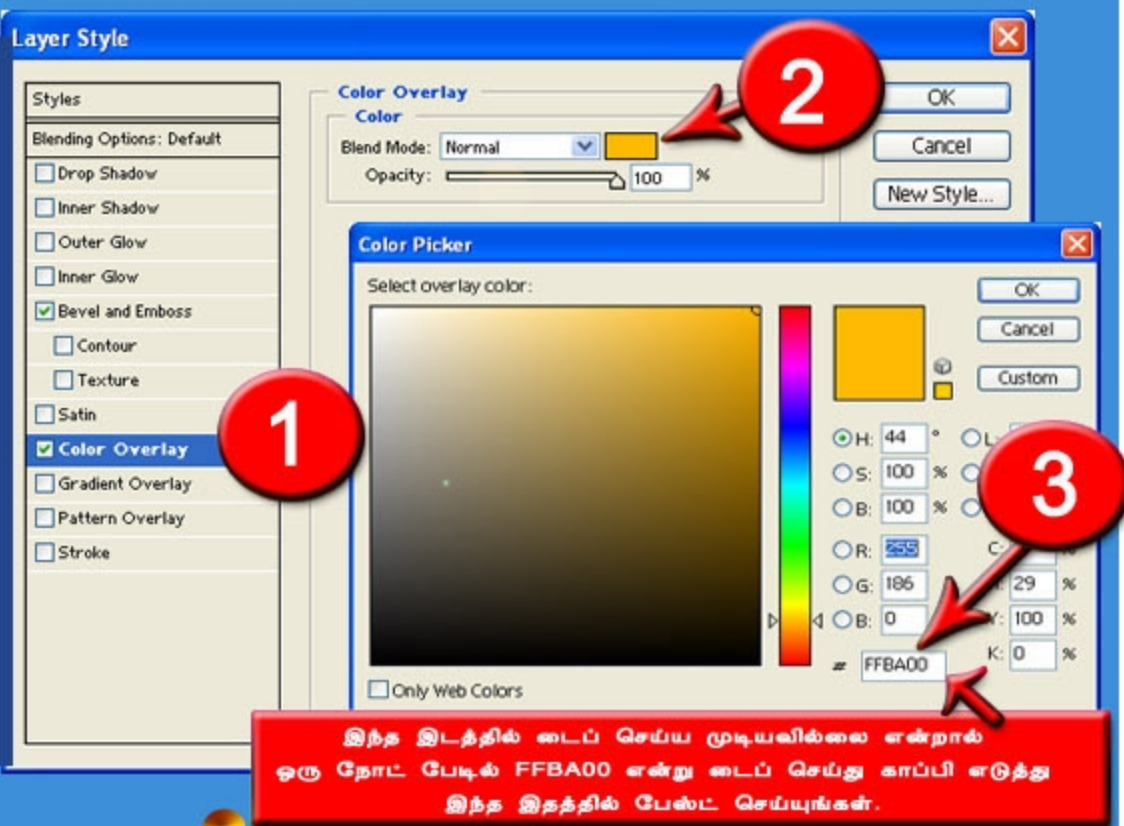 Layer Style
Styles
Blending Options: Default
Drop Shadow
Inner Shadow
Outer Glow
Inner Glow
Bevel and Emboss
Contour
Texture
Satin
Color Overlay
Gradient Overlay
Pattern Overlay
Stroke
1
Color Overlay
Color
Blend Mode: Normal
Opacity: 100 %
2
OK
Cancel
New Style...
Color Picker
Select overlay color:
OK
Cancel
Custom
H: 44 °
S: 100 %
B: 100 %
R: 255
G: 186
B: 0
# FFBA00
L:
C: %
29 %
Y: 100 %
K: 0 %
3
Only Web Colors
இந்த இடத்தில் டைப் செய்ய முடியவில்லை என்றால்
ஒரு நோட் பேடில் FFBA00 என்று டைப் செய்து காப்பி எடுத்து
இந்த இதத்தில் பேஸ்ட் செய்யுங்கள்.